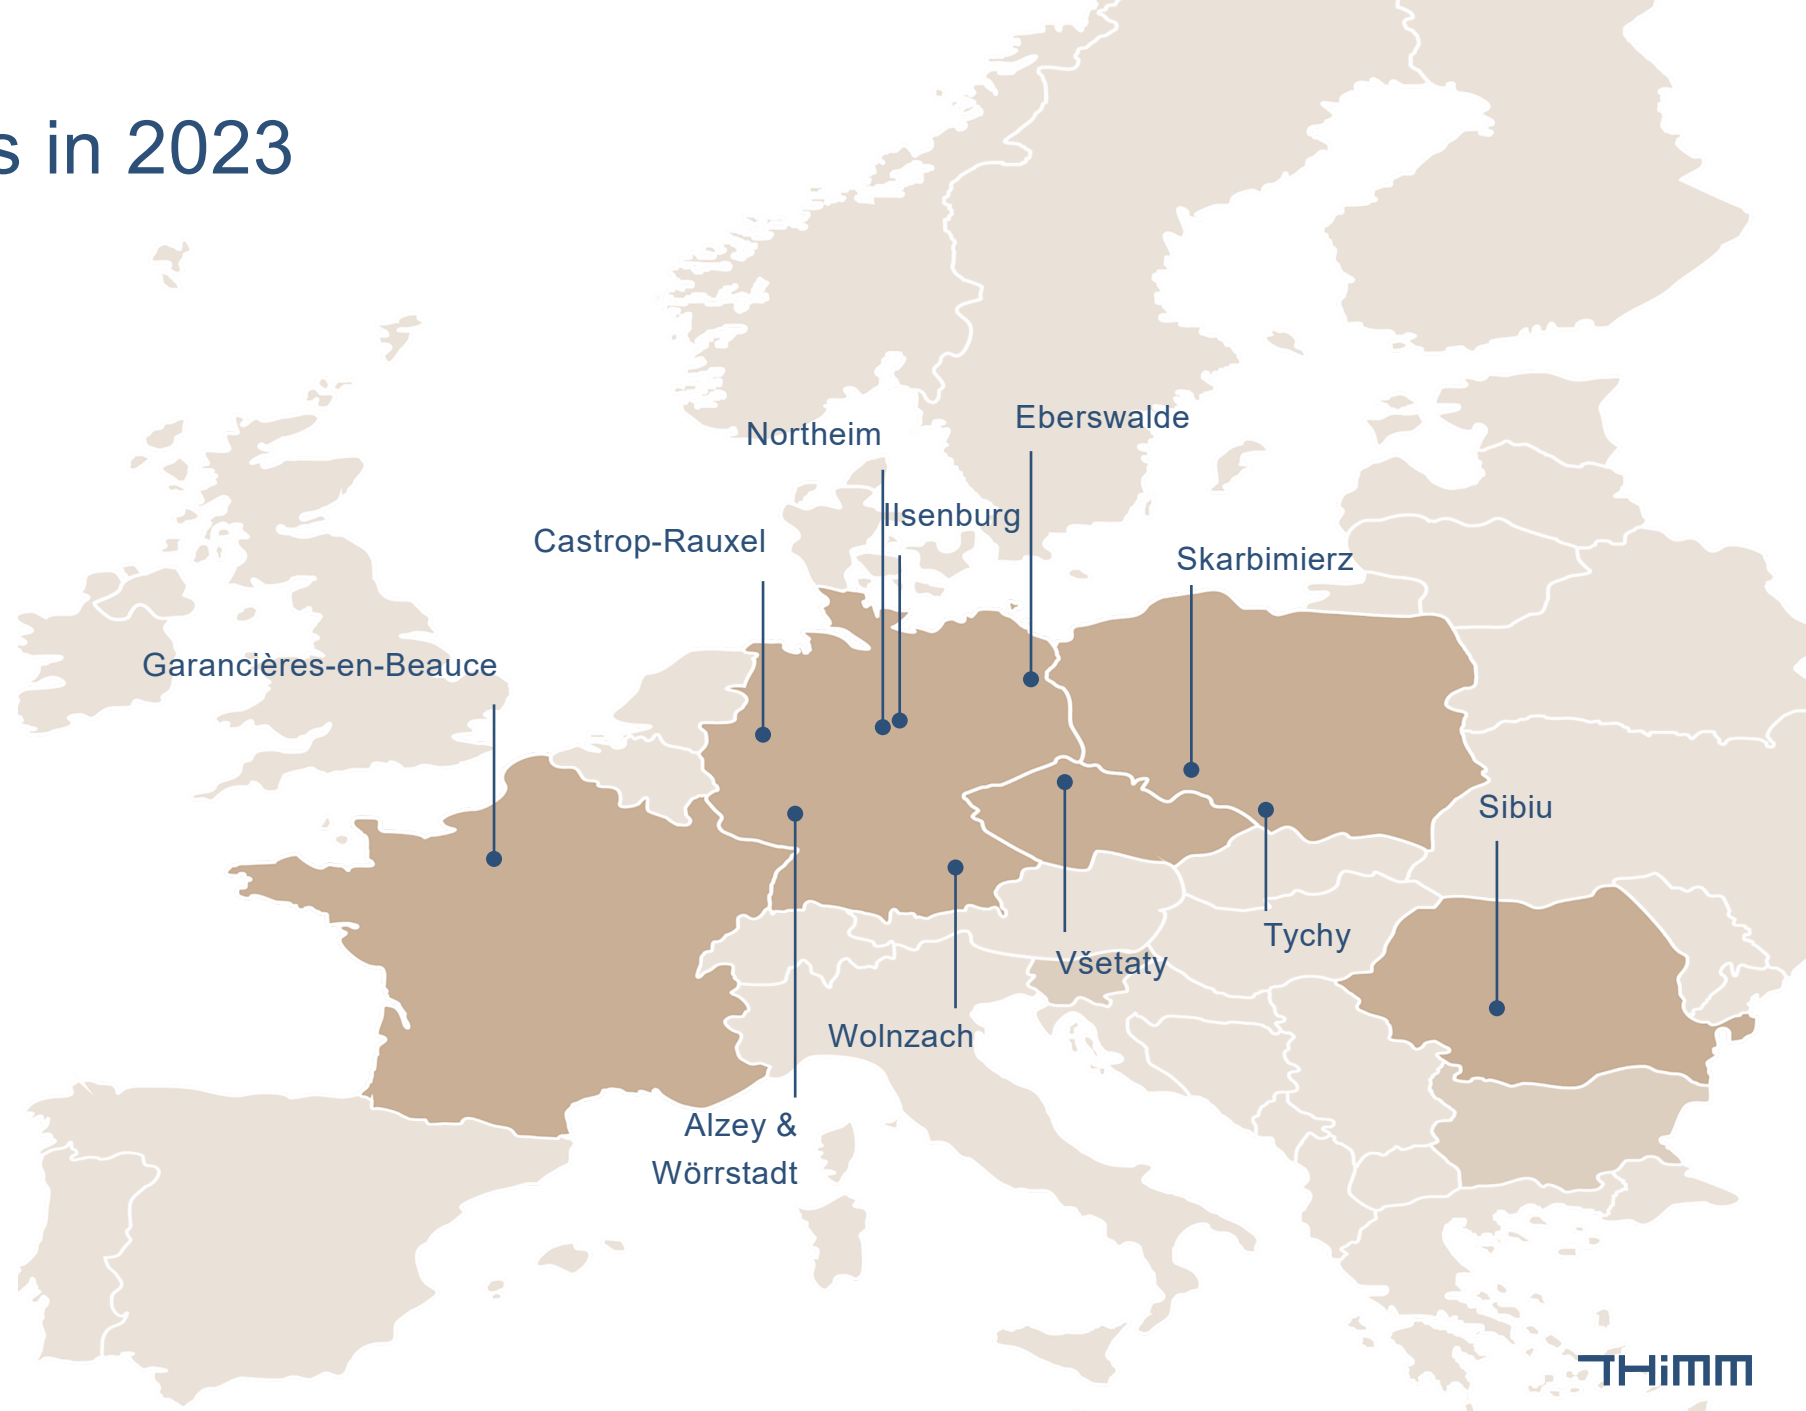 s in 2023
Eberswalde
Northeim
Ilsenburg
Castrop-Rauxel
Skarbimierz
Garancières-en-Beauce
Sibiu
Tychy
Všetaty
Wolnzach
Alzey &
Wörrstadt
THiMM